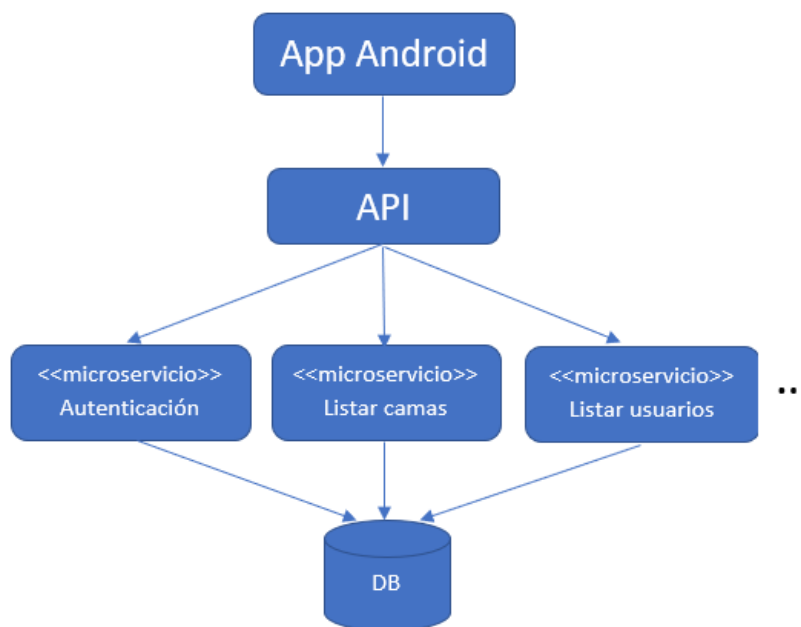 App Android
API
<<microservicio>>
Autenticación
<<microservicio>>
Listar camas
<<microservicio>>
Listar usuarios
..
DB